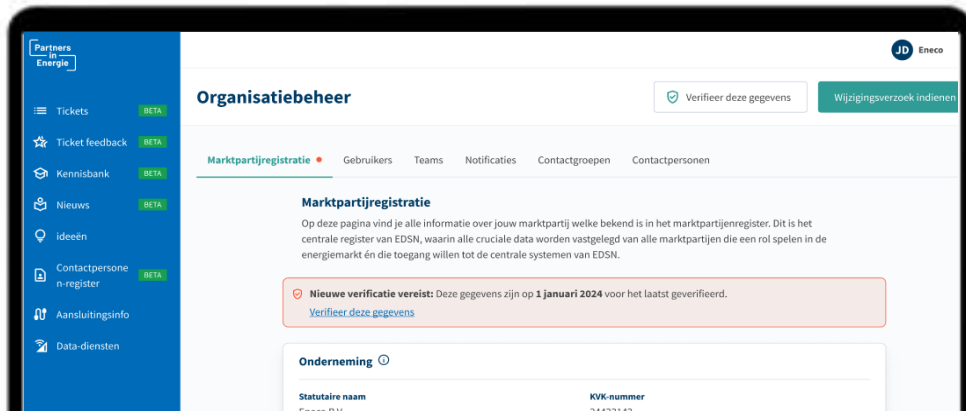 Partners
in
Energie
JD Eneco
Organisatiebeheer
Verifieer deze gegevens
Wijzigingsverzoek indienen
Tickets BETA
Ticket feedback BETA
Kennisbank BETA
Nieuws BETA
ideeën
Contactpersone
n-register BETA
Aansluitingsinfo
Data-diensten
Marktpartijregistratie
Gebruikers
Teams
Notificaties
Contactgroepen
Contactpersonen
Marktpartijregistratie
Op deze pagina vind je alle informatie over jouw marktpartij welke bekend is in het marktpartijenregister. Dit is het
centrale register van EDSN, waarin alle cruciale data worden vastgelegd van alle marktpartijen die een rol spelen in de
energiemarkt én die toegang willen tot de centrale systemen van EDSN.
Nieuwe verificatie vereist: Deze gegevens zijn op 1 januari 2024 voor het laatst geverifieerd.
Verifieer deze gegevens
Onderneming
Statutaire naam
KVK-nummer